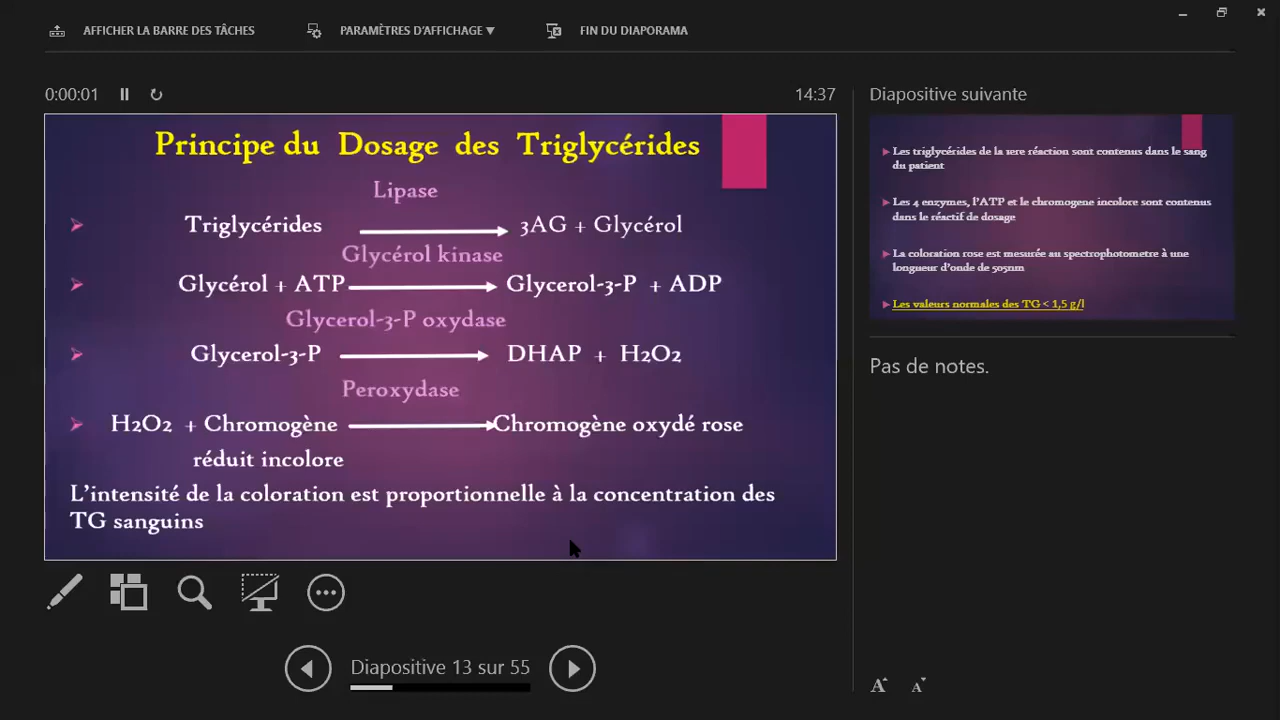 AFFICHER LA BARRE DES TÂCHES
PARAMÈTRES D'AFFICHAGE ▼
FIN DU DIAPORAMA
0:00:01
14:37
Principe du Dosage des Triglycérides
Lipase
Triglycérides 3AG + Glycérol
Glycérol kinase
Glycérol + ATP Glycerol-3-P + ADP
Glycerol-3-P oxydase
Glycerol-3-P DHAP + H2O2
Peroxydase
H2O2 + Chromogène Chromogène oxydé rose
réduit incolore
L'intensité de la coloration est proportionnelle à la concentration des
TG sanguins
Diapositive 13 sur 55
Diapositive suivante
Les triglycérides de la 1ere réaction sont contenus dans le sang
du patient
Les 4 enzymes, l'ATP et le chromogene incolore sont contenus
dans le réactif de dosage
La coloration rose est mesurée au spectrophotometre à une
longueur d'onde de 505nm
Les valeurs normales des TG < 1,5 g/l
Pas de notes.
A A